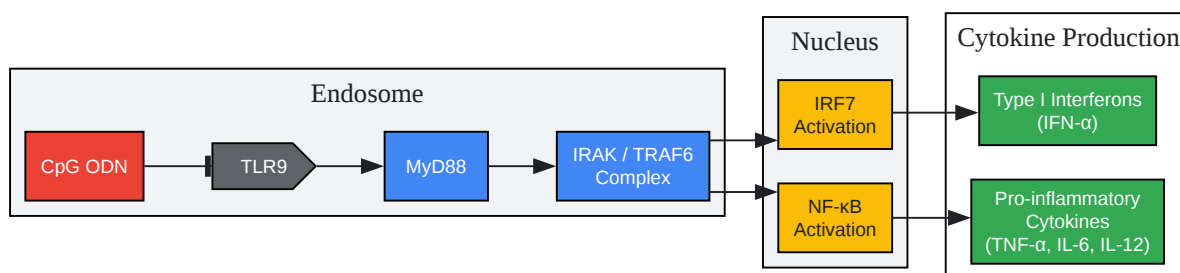 Endosome
CpG ODN
TLR9
MyD88
IRAK / TRAF6
Complex
Nucleus
IRF7
Activation
NF-κB
Activation
Cytokine Production
Type I Interferons
(IFN-α)
Pro-inflammatory
Cytokines
(TNF-α, IL-6, IL-12)